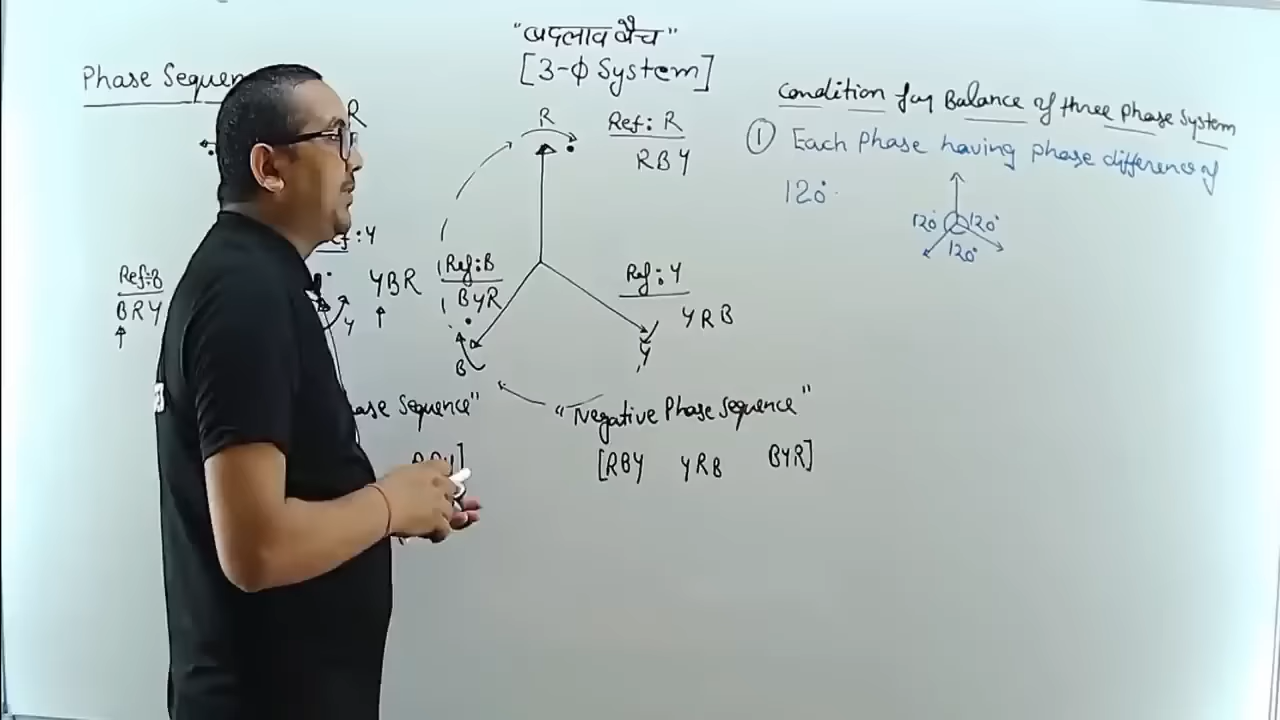 "बदलाव बैच"
[3-ϕ System]
Phase Sequen
R
Ref: Y
YBR
Y
Ref: B
BRY
ase Sequence"
R
Ref: R
RBY
Ref: B
BYR
B
Ref: Y
YRB
Y
"Negative Phase Sequence"
[RBY YRB BYR]
Condition for Balance of three phase System
① Each Phase having phase difference of
120°
120° 120°
120°